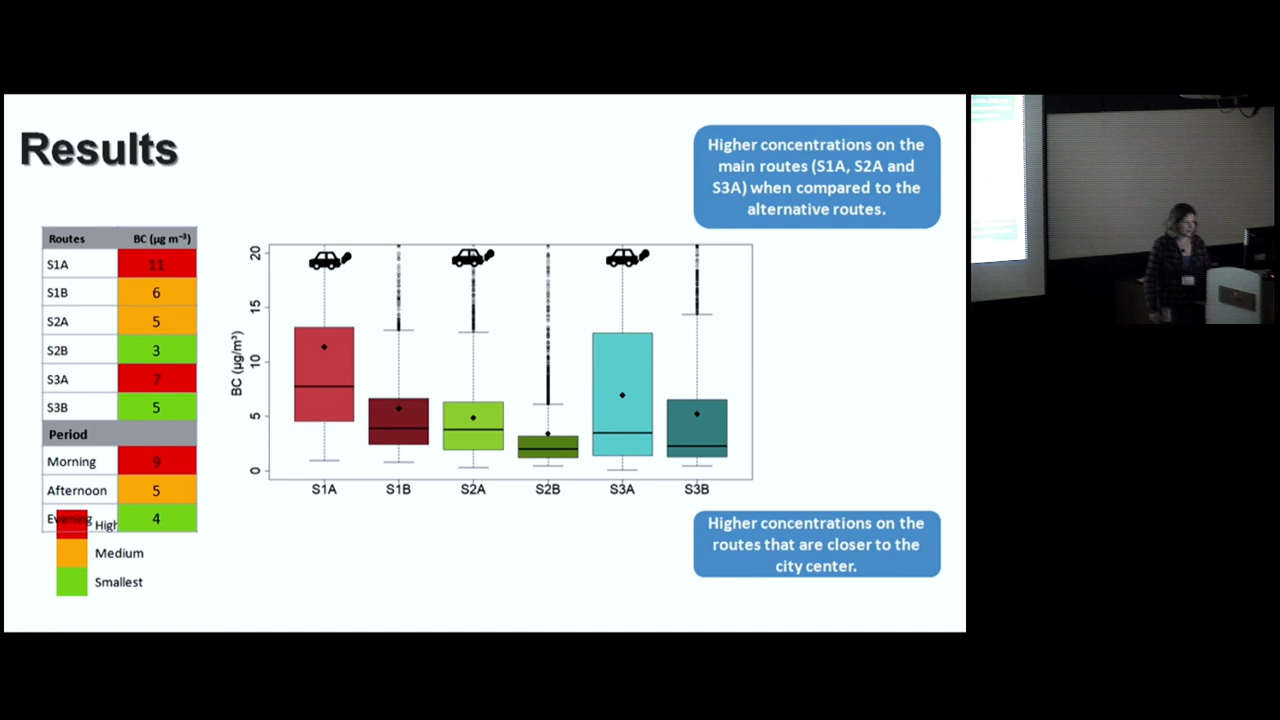 Results
Higher concentrations on the
main routes (S1A, S2A and
S3A) when compared to the
alternative routes.
Routes BC (µg m⁻³)
S1A 11
S1B 6
S2A 5
S2B 3
S3A 7
S3B 5
Period
Morning 9
Afternoon 5
Evening 4
High
Medium
Smallest
BC (µg/m³)
20
15
10
5
0
S1A S1B S2A S2B S3A S3B
Higher concentrations on the
routes that are closer to the
city center.